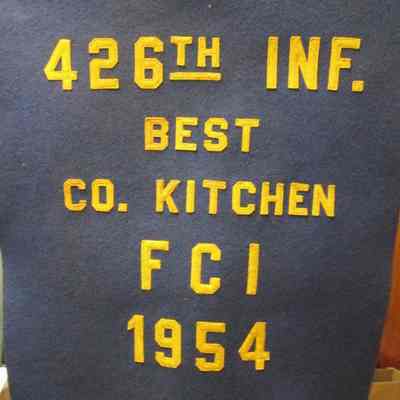 426TH INF.
BEST
CO. KITCHEN
FCI
1954